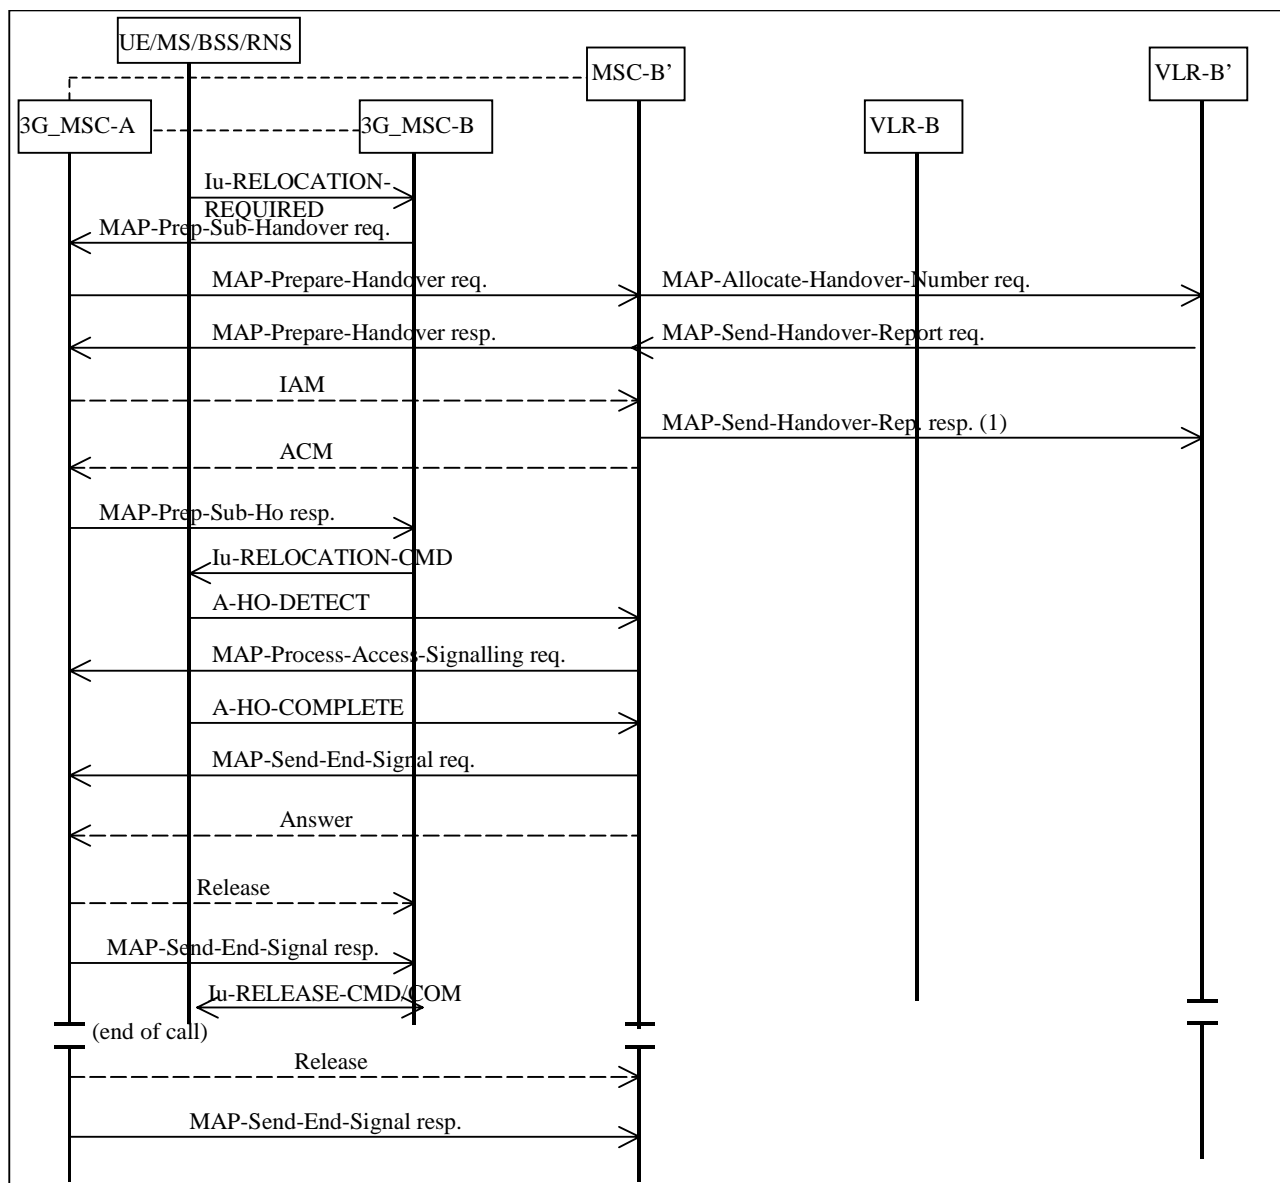 UE/MS/BSS/RNS
MSC-B’
VLR-B’
3G_MSC-A
3G_MSC-B
VLR-B
Iu-RELOCATION-
REQUIRED
MAP-Prep-Sub-Handover req.
MAP-Prepare-Handover req.
MAP-Allocate-Handover-Number req.
MAP-Prepare-Handover resp.
MAP-Send-Handover-Report req.
IAM
MAP-Send-Handover-Rep. resp. (1)
ACM
MAP-Prep-Sub-Ho resp.
Iu-RELOCATION-CMD
A-HO-DETECT
MAP-Process-Access-Signalling req.
A-HO-COMPLETE
MAP-Send-End-Signal req.
Answer
Release
MAP-Send-End-Signal resp.
Iu-RELEASE-CMD/COM
(end of call)
Release
MAP-Send-End-Signal resp.